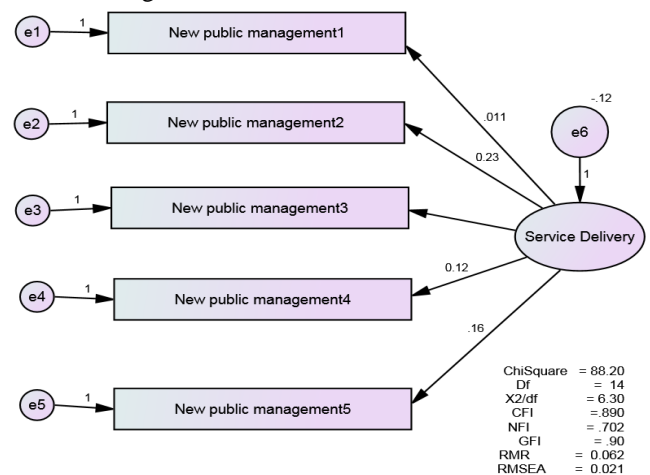 e1
1
New public management1
e2
1
New public management2
.011
-.12
e6
0.23
1
e3
1
New public management3
Service Delivery
e4
1
New public management4
0.12
.16
e5
1
New public management5
ChiSquare = 88.20
Df = 14
X2/df = 6.30
CFI =.890
NFI = .702
GFI = .90
RMR = 0.062
RMSEA = 0.021